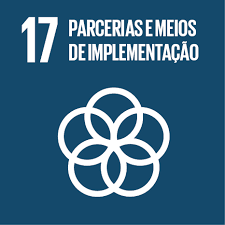 17 PARCERIAS E MEIOS
DE IMPLEMENTAÇÃO